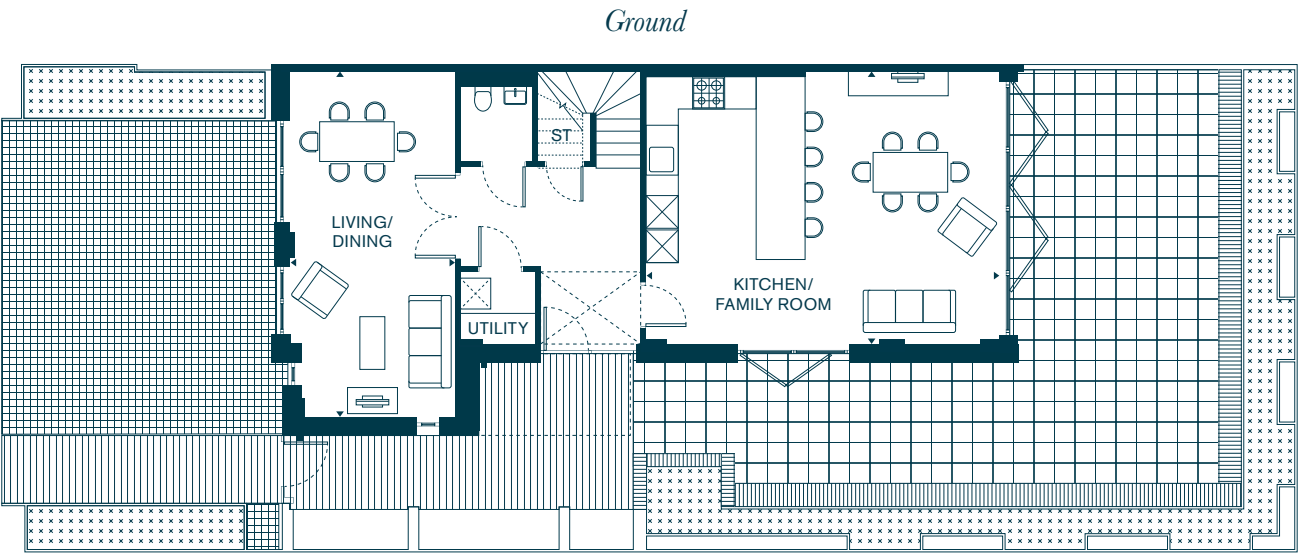 Ground
ST
LIVING/
DINING
KITCHEN/
FAMILY ROOM
UTILITY